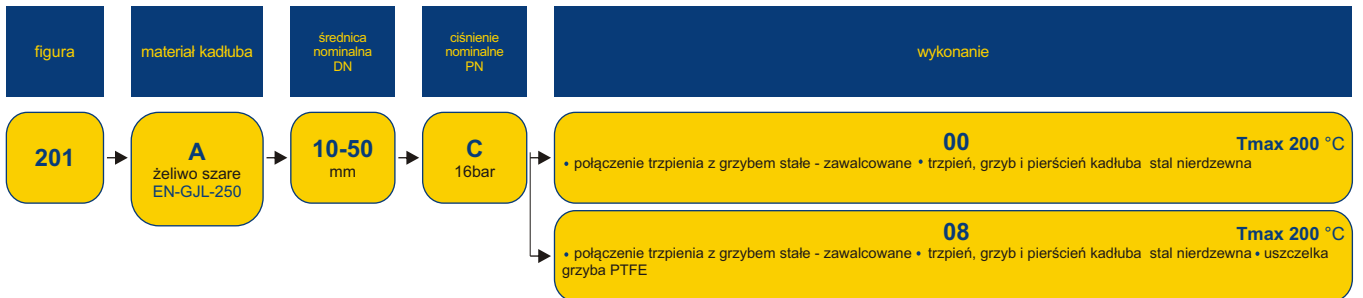 figura
materiał kadłuba
średnica
nominalna
DN
ciśnienie
nominalne
PN
wykonanie
201
A
żeliwo szare
EN-GJL-250
10-50
mm
C
16bar
00 Tmax 200 °C
• połączenie trzpienia z grzybem stałe - zawalcowane • trzpień, grzyb i pierścień kadłuba stal nierdzewna
08 Tmax 200 °C
• połączenie trzpienia z grzybem stałe - zawalcowane • trzpień, grzyb i pierścień kadłuba stal nierdzewna • uszczelka
grzyba PTFE